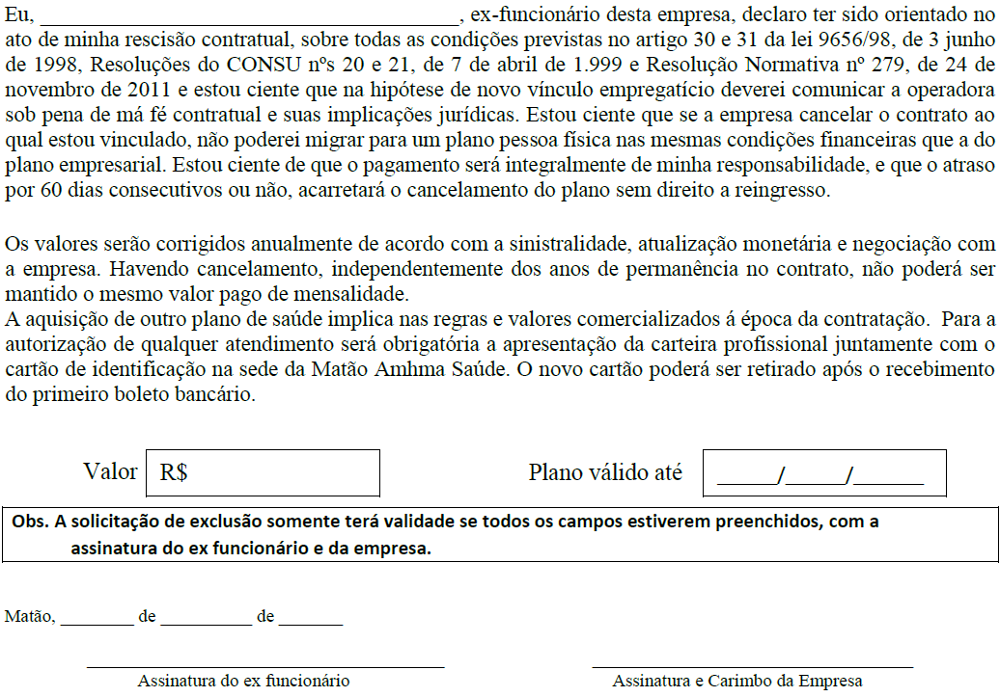 Eu, ______________________________________, ex-funcionário desta empresa, declaro ter sido orientado no
ato de minha rescisão contratual, sobre todas as condições previstas no artigo 30 e 31 da lei 9656/98, de 3 junho
de 1998, Resoluções do CONSU nºs 20 e 21, de 7 de abril de 1.999 e Resolução Normativa nº 279, de 24 de
novembro de 2011 e estou ciente que na hipótese de novo vínculo empregatício deverei comunicar a operadora
sob pena de má fé contratual e suas implicações jurídicas. Estou ciente que se a empresa cancelar o contrato ao
qual estou vinculado, não poderei migrar para um plano pessoa física nas mesmas condições financeiras que a do
plano empresarial. Estou ciente de que o pagamento será integralmente de minha responsabilidade, e que o atraso
por 60 dias consecutivos ou não, acarretará o cancelamento do plano sem direito a reingresso.
Os valores serão corrigidos anualmente de acordo com a sinistralidade, atualização monetária e negociação com
a empresa. Havendo cancelamento, independentemente dos anos de permanência no contrato, não poderá ser
mantido o mesmo valor pago de mensalidade.
A aquisição de outro plano de saúde implica nas regras e valores comercializados á época da contratação. Para a
autorização de qualquer atendimento será obrigatória a apresentação da carteira profissional juntamente com o
cartão de identificação na sede da Matão Amhma Saúde. O novo cartão poderá ser retirado após o recebimento
do primeiro boleto bancário.
Valor R$ Plano válido até _____/_____/______
Obs. A solicitação de exclusão somente terá validade se todos os campos estiverem preenchidos, com a
assinatura do ex funcionário e da empresa.
Matão, ________ de __________ de _______
Assinatura do ex funcionário Assinatura e Carimbo da Empresa